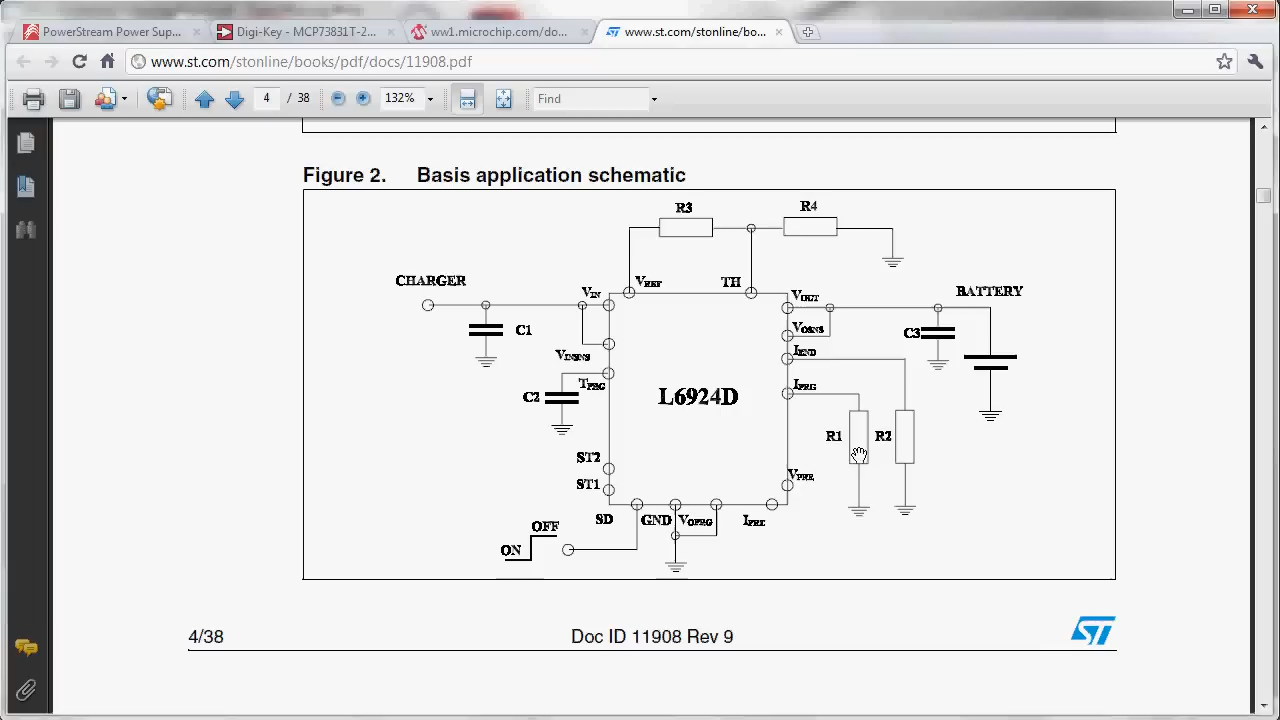 PowerStream Power Supp...
Digi-Key - MCP73831T-2...
ww1.microchip.com/do...
www.st.com/stonline/bo...
www.st.com/stonline/books/pdf/docs/11908.pdf
4 / 38 132% Find
Figure 2. Basis application schematic
R3 R4
CHARGER VIN VREF TH VOUT BATTERY
C1 VOSNS C3
VINSNS IEND
C2 TPRG L6924D IPRG
R1 R2
ST2
ST1 VPRE
SD GND VOPRG IPRE
OFF
ON
4/38 Doc ID 11908 Rev 9 ST